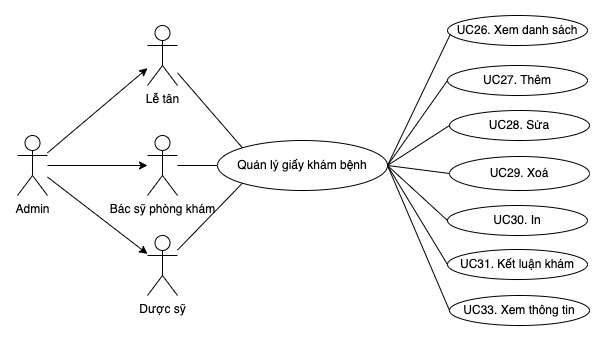 UC26. Xem danh sách
Lễ tân
UC27. Thêm
UC28. Sửa
Admin
Bác sỹ phòng khám
Quản lý giấy khám bệnh
UC29. Xoá
UC30. In
UC31. Kết luận khám
Dược sỹ
UC33. Xem thông tin